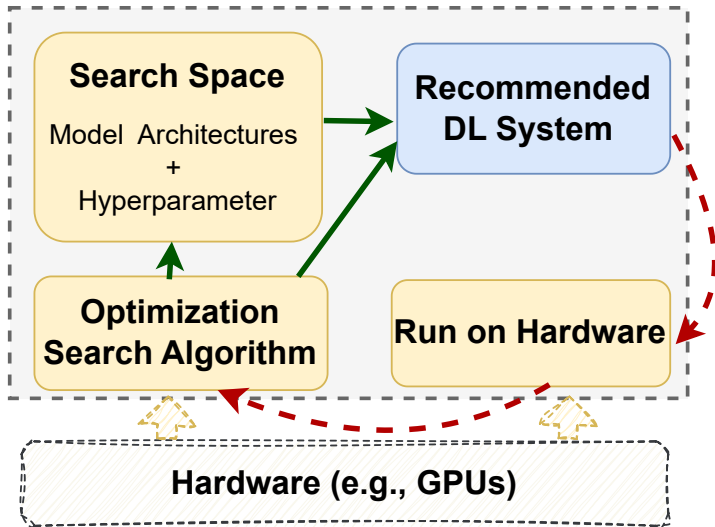 Search Space
Model Architectures
+
Hyperparameter
Recommended
DL System
Optimization
Search Algorithm
Run on Hardware
Hardware (e.g., GPUs)